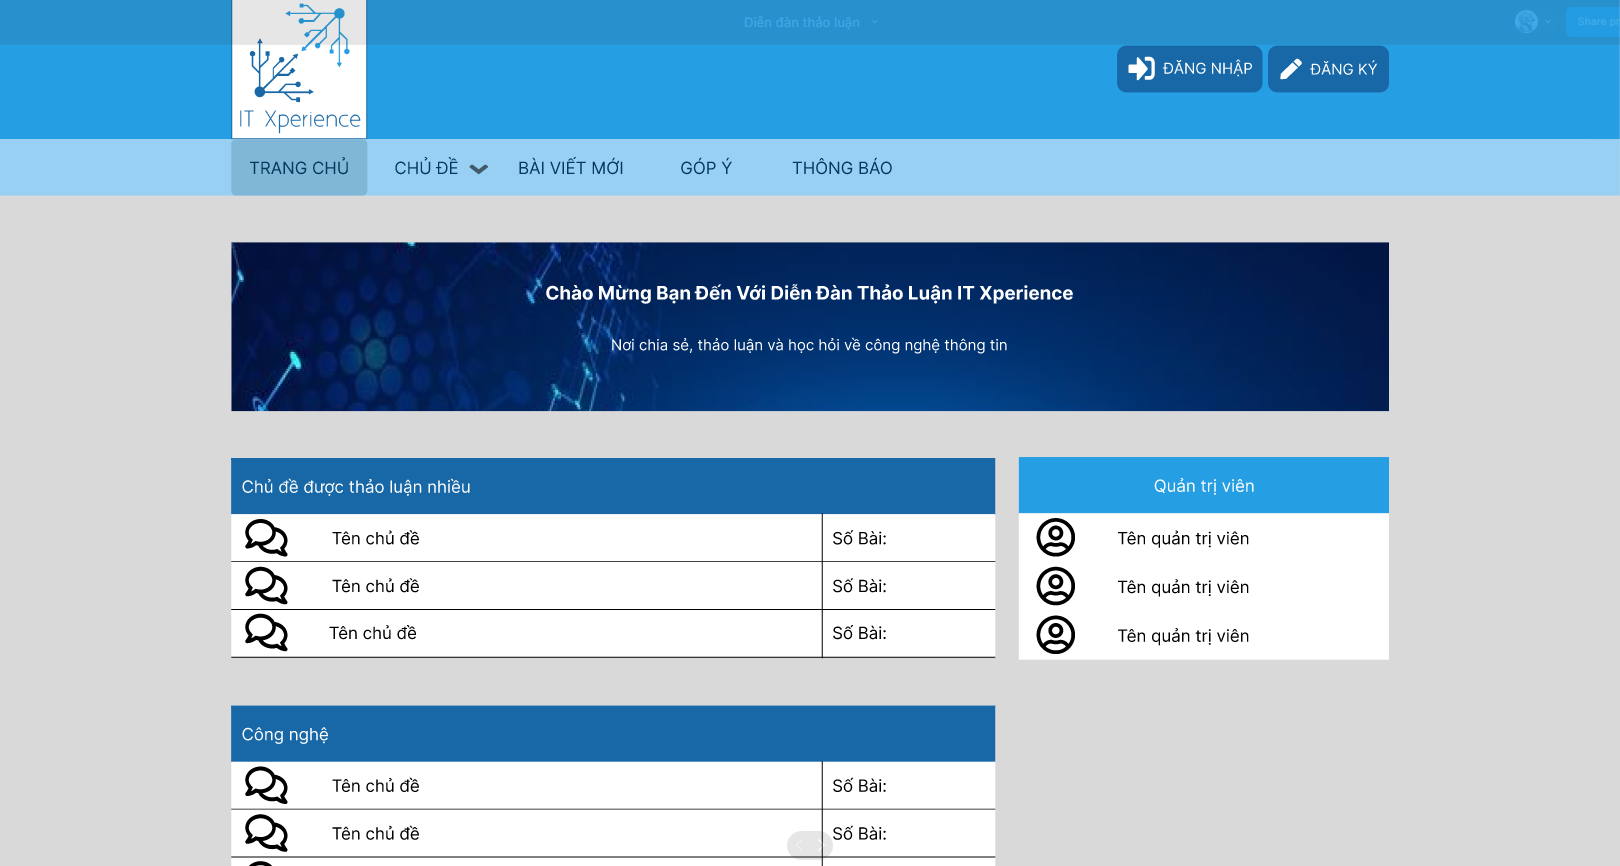 Diễn đàn thảo luận
Share
ĐĂNG NHẬP
ĐĂNG KÝ
IT Xperience
TRANG CHỦ
CHỦ ĐỀ
BÀI VIẾT MỚI
GÓP Ý
THÔNG BÁO
Chào Mừng Bạn Đến Với Diễn Đàn Thảo Luận IT Xperience
Nơi chia sẻ, thảo luận và học hỏi về công nghệ thông tin
Chủ đề được thảo luận nhiều
Tên chủ đề
Số Bài:
Tên chủ đề
Số Bài:
Tên chủ đề
Số Bài:
Quản trị viên
Tên quản trị viên
Tên quản trị viên
Tên quản trị viên
Công nghệ
Tên chủ đề
Số Bài:
Tên chủ đề
Số Bài: